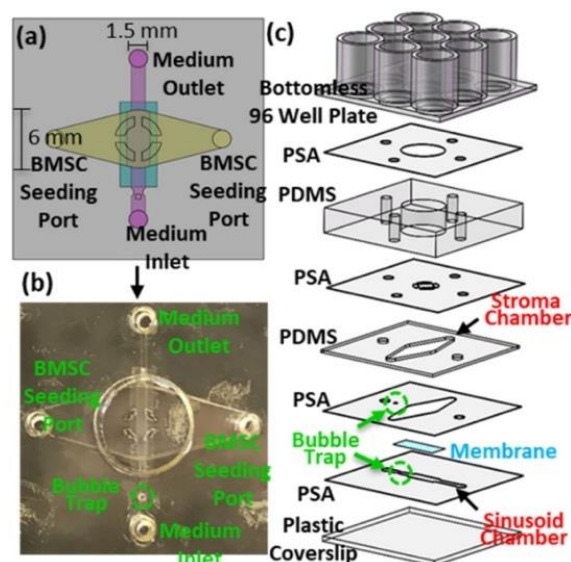 (a)
1.5 mm
Medium
Outlet
6 mm
BMSC
Seeding
Port
BMSC
Seeding
Port
Medium
Inlet
(b)
Medium
Outlet
BMSC
Seeding
Port
BMSC
Seeding
Port
Bubble
Trap
Medium
Inlet
(c)
Bottomless
96 Well Plate
PSA
PDMS
PSA
Stroma
Chamber
PDMS
PSA
Bubble
Trap
Membrane
PSA
Sinusoid
Chamber
Plastic
Coverslip